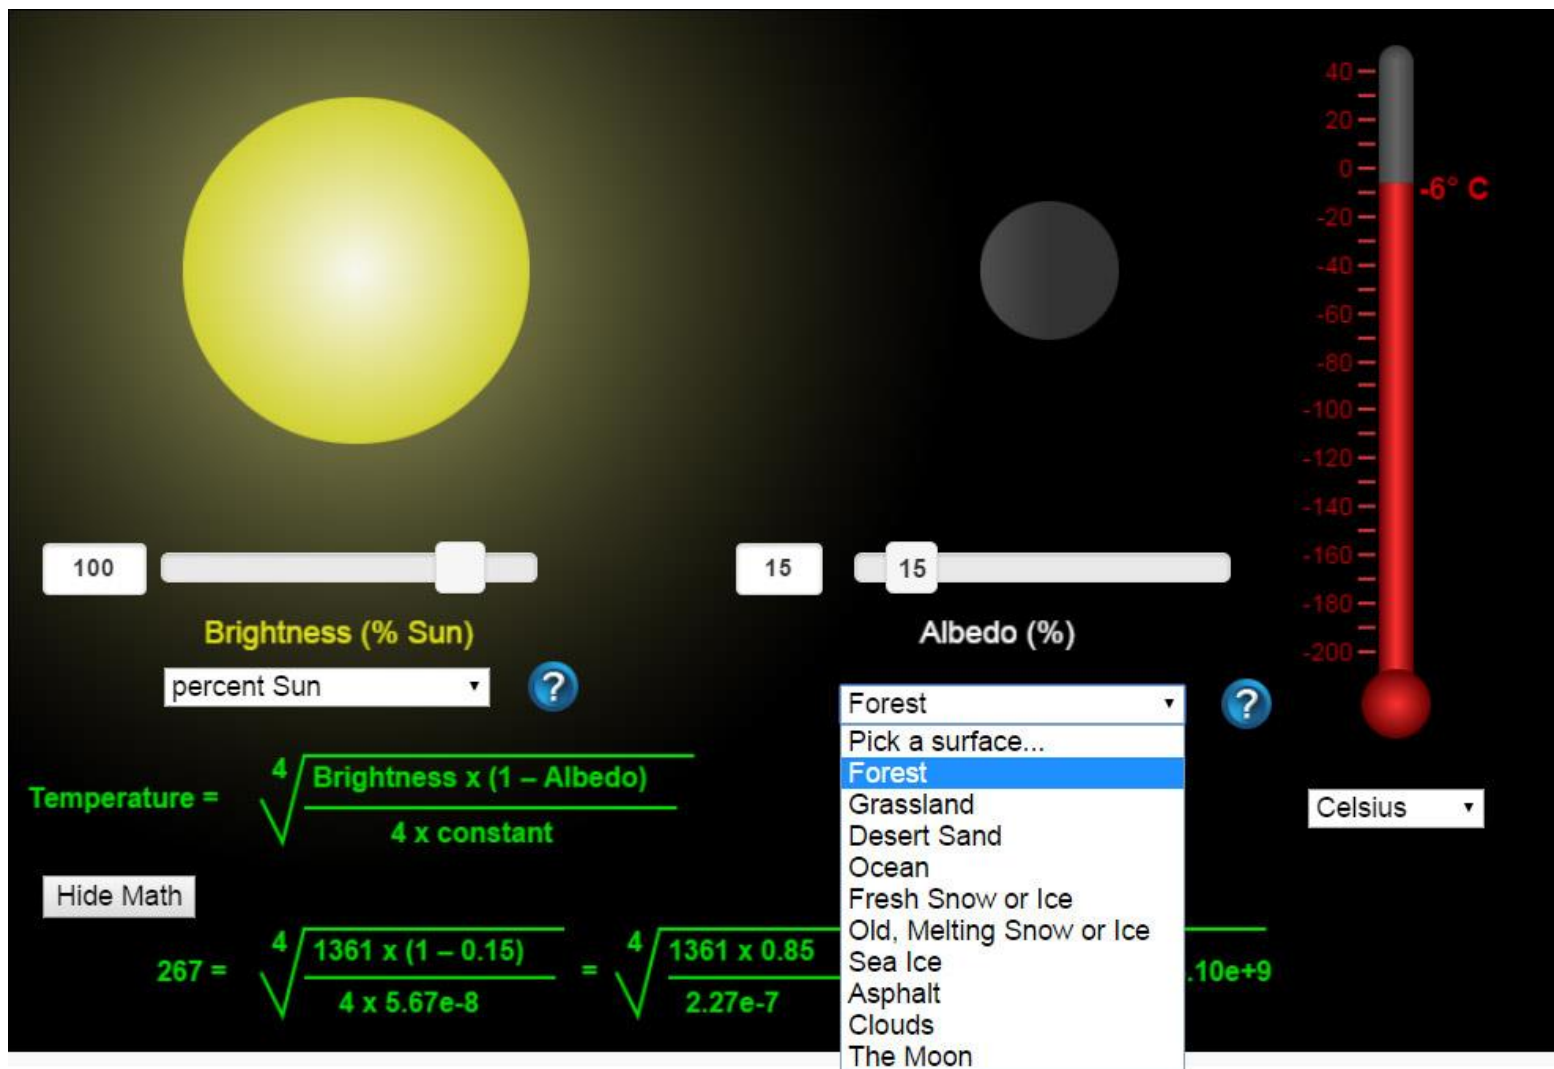 40
20
0
-6° C
-20
-40
-60
-80
-100
-120
-140
-160
-180
-200
100
15
15
Brightness (% Sun)
Albedo (%)
percent Sun
?
Forest
?
Pick a surface...
Forest
Grassland
Desert Sand
Ocean
Fresh Snow or Ice
Old, Melting Snow or Ice
Sea Ice
Asphalt
Clouds
The Moon
Celsius
Temperature =
4
Brightness x (1 – Albedo)
4 x constant
Hide Math
267 =
4
1361 x (1 – 0.15)
4 x 5.67e-8
=
4
1361 x 0.85
2.27e-7
.10e+9